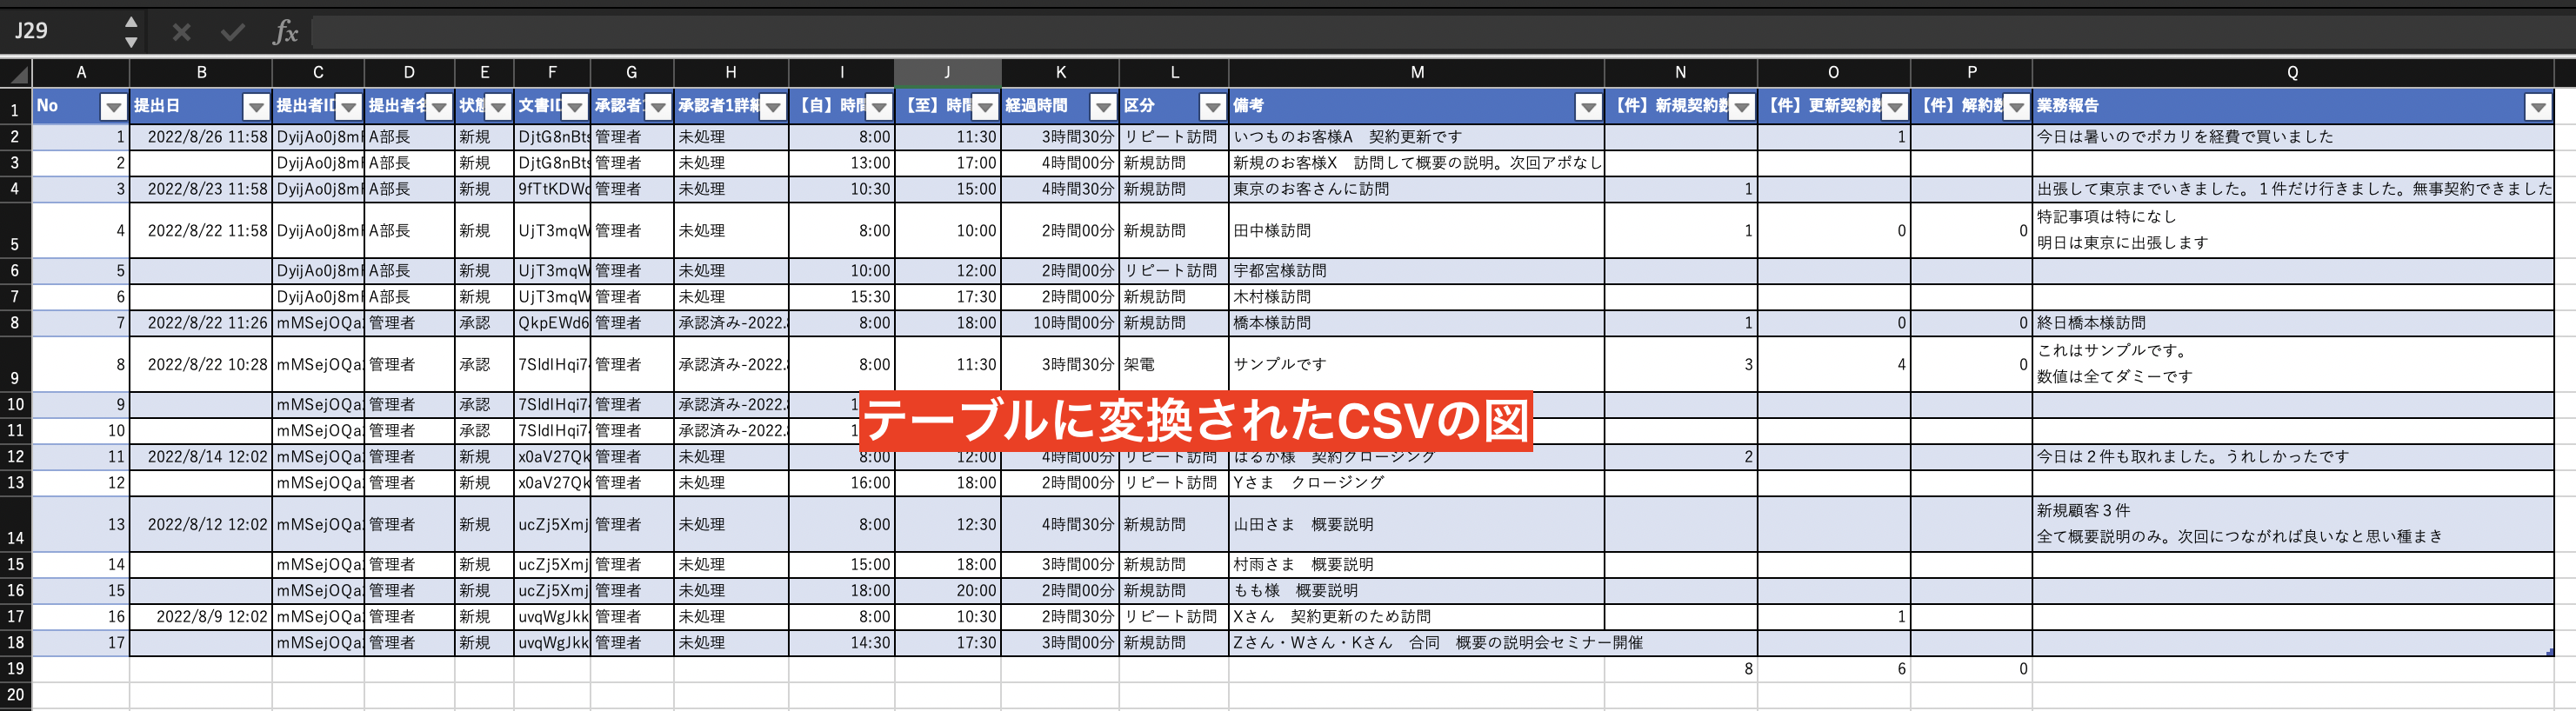 J29 fx
A B C D E F G H I J K L M N O P Q
1 No 提出日 提出者ID 提出者名 状態 文書ID 承認者1 承認者1詳細 【自】時間 【至】時間 経過時間 区分 備考 【件】新規契約数 【件】更新契約数 【件】解約数 業務報告
2 1 2022/8/26 11:58 DyijAo0j8m A部長 新規 DjtG8nBts 管理者 未処理 8:00 11:30 3時間30分 リピート訪問 いつものお客様A　契約更新です 1 今日は暑いのでポカリを経費で買いました
3 2 DyijAo0j8m A部長 新規 DjtG8nBts 管理者 未処理 13:00 17:00 4時間00分 新規訪問 新規のお客様X　訪問して概要の説明。次回アポなし
4 3 2022/8/23 11:58 DyijAo0j8m A部長 新規 9fTtKDW 管理者 未処理 10:30 15:00 4時間30分 新規訪問 東京のお客さんに訪問 1 出張して東京までいきました。１件だけ行きました。無事契約できました
5 4 2022/8/22 11:58 DyijAo0j8m A部長 新規 UjT3mqW 管理者 未処理 8:00 10:00 2時間00分 新規訪問 田中様訪問 1 0 0 特記事項は特になし
明日は東京に出張します
6 5 DyijAo0j8m A部長 新規 UjT3mqW 管理者 未処理 10:00 12:00 2時間00分 リピート訪問 宇都宮様訪問
7 6 DyijAo0j8m A部長 新規 UjT3mqW 管理者 未処理 15:30 17:30 2時間00分 新規訪問 木村様訪問
8 7 2022/8/22 11:26 mMSejOQa 管理者 承認 QkpEWd6 管理者 承認済み-2022. 8:00 18:00 10時間00分 新規訪問 橋本様訪問 1 0 0 終日橋本様訪問
9 8 2022/8/22 10:28 mMSejOQa 管理者 承認 7SldIHqi7 管理者 承認済み-2022. 8:00 11:30 3時間30分 架電 サンプルです 3 4 0 これはサンプルです。
数値は全てダミーです
10 9 mMSejOQa 管理者 承認 7SldIHqi7 管理者 承認済み-2022. 1
11 10 mMSejOQa 管理者 承認 7SldIHqi7 管理者 承認済み-2022. 1
テーブルに変換されたCSVの図
12 11 2022/8/14 12:02 mMSejOQa 管理者 新規 x0aV27Qk 管理者 未処理 8:00 12:00 4時間00分 リピート訪問 はるか様　契約クロージング 2 今日は２件も取れました。うれしかったです
13 12 mMSejOQa 管理者 新規 x0aV27Qk 管理者 未処理 16:00 18:00 2時間00分 リピート訪問 Yさま　クロージング
14 13 2022/8/12 12:02 mMSejOQa 管理者 新規 ucZj5Xmj 管理者 未処理 8:00 12:30 4時間30分 新規訪問 山田さま　概要説明 新規顧客３件
全て概要説明のみ。次回につながれば良いなと思い種まき
15 14 mMSejOQa 管理者 新規 ucZj5Xmj 管理者 未処理 15:00 18:00 3時間00分 新規訪問 村雨さま　概要説明
16 15 mMSejOQa 管理者 新規 ucZj5Xmj 管理者 未処理 18:00 20:00 2時間00分 新規訪問 もも様　概要説明
17 16 2022/8/9 12:02 mMSejOQa 管理者 新規 uvqWgJkk 管理者 未処理 8:00 10:30 2時間30分 リピート訪問 Xさん　契約更新のため訪問 1
18 17 mMSejOQa 管理者 新規 uvqWgJkk 管理者 未処理 14:30 17:30 3時間00分 新規訪問 Zさん・Wさん・Kさん　合同　概要の説明会セミナー開催
19 8 6 0
20